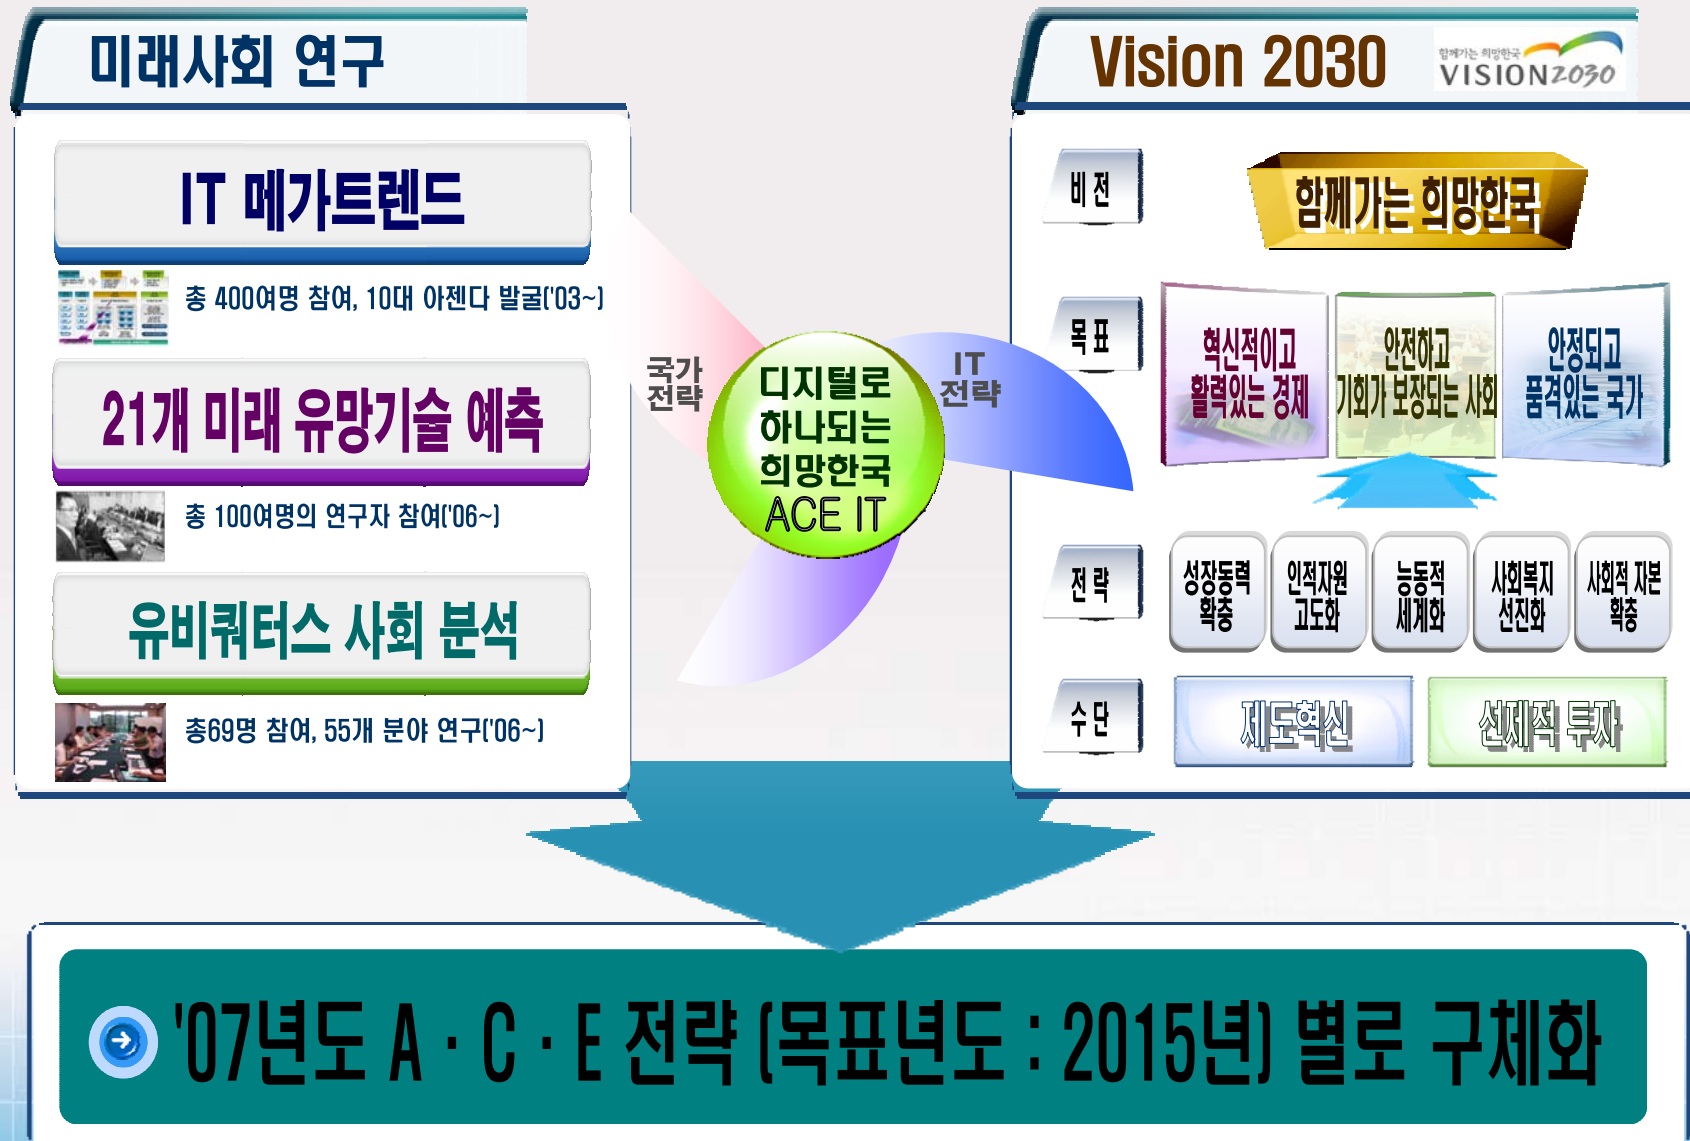 미래사회 연구
IT 메가트렌드
총 400여명 참여, 10대 아젠다 발굴('03~)
21개 미래 유망기술 예측
총 100여명의 연구자 참여('06~)
유비쿼터스 사회 분석
총69명 참여, 55개 분야 연구('06~)
국가
전략
디지털로
하나되는
희망한국
ACE IT
IT
전략
Vision 2030
함께가는 희망한국
VISION2030
비 전
함께가는 희망한국
목 표
혁신적이고
활력있는 경제
안전하고
기회가 보장되는 사회
안정되고
품격있는 국가
전 략
성장동력
확충
인적자원
고도화
능동적
세계화
사회복지
선진화
사회적 자본
확충
수 단
제도혁신
선제적 투자
'07년도 A · C · E 전략 (목표년도 : 2015년) 별로 구체화